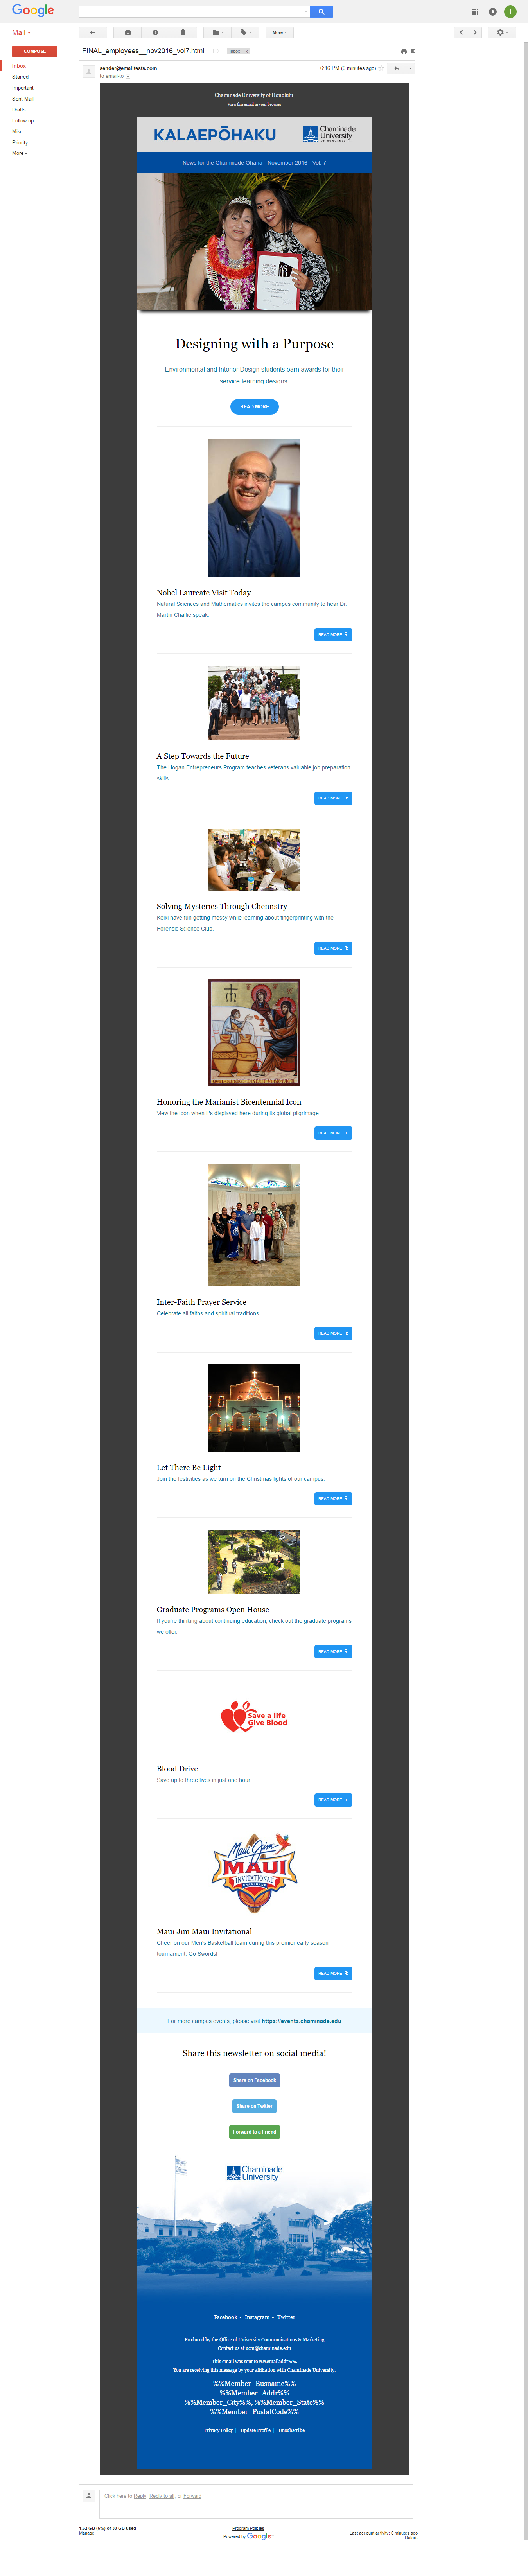 Google
Mail
FINAL_employees__nov2016_vol7.html
Inbox x
More
COMPOSE
sender@emailtests.com
6:16 PM (0 minutes ago)
to email-to
Inbox
Starred
Important
Sent Mail
Drafts
Follow up
Misc
Priority
More
Chaminade University of Honolulu
View this email in your browser
KALAEPŌHAKU
Chaminade
University
OF HONOLULU
News for the Chaminade Ohana - November 2016 - Vol. 7
Designing with a Purpose
Environmental and Interior Design students earn awards for their
service-learning designs.
READ MORE
Nobel Laureate Visit Today
Natural Sciences and Mathematics invites the campus community to hear Dr.
Martin Chalfie speak.
READ MORE
A Step Towards the Future
The Hogan Entrepreneurs Program teaches veterans valuable job preparation
skills.
READ MORE
Solving Mysteries Through Chemistry
Keiki have fun getting messy while learning about fingerprinting with the
Forensic Science Club.
READ MORE
Honoring the Marianist Bicentennial Icon
View the Icon when it's displayed here during its global pilgrimage.
READ MORE
Inter-Faith Prayer Service
Celebrate all faiths and spiritual traditions.
READ MORE
Let There Be Light
Join the festivities as we turn on the Christmas lights of our campus.
READ MORE
Graduate Programs Open House
If you're thinking about continuing education, check out the graduate programs
we offer.
READ MORE
Save a life
Give Blood
Blood Drive
Save up to three lives in just one hour.
READ MORE
Maui Jim
MAUI
INVITATIONAL
Maui Jim Maui Invitational
Cheer on our Men's Basketball team during this premier early season
tournament. Go Swords!
READ MORE
For more campus events, please visit https://events.chaminade.edu
Share this newsletter on social media!
Share on Facebook
Share on Twitter
Forward to a Friend
Chaminade
University
Facebook • Instagram • Twitter
Produced by the Office of University Communications & Marketing
Contact us at ucm@chaminade.edu
This email was sent to %%emailaddr%%.
You are receiving this message by your affiliation with Chaminade University.
%%Member_Busname%%
%%Member_Addr%%
%%Member_City%%, %%Member_State%%
%%Member_PostalCode%%
Privacy Policy | Update Profile | Unsubscribe
Click here to Reply, Reply to all, or Forward
1.62 GB (5%) of 30 GB used
Manage
Program Policies
Powered by Google
Last account activity: 0 minutes ago
Details